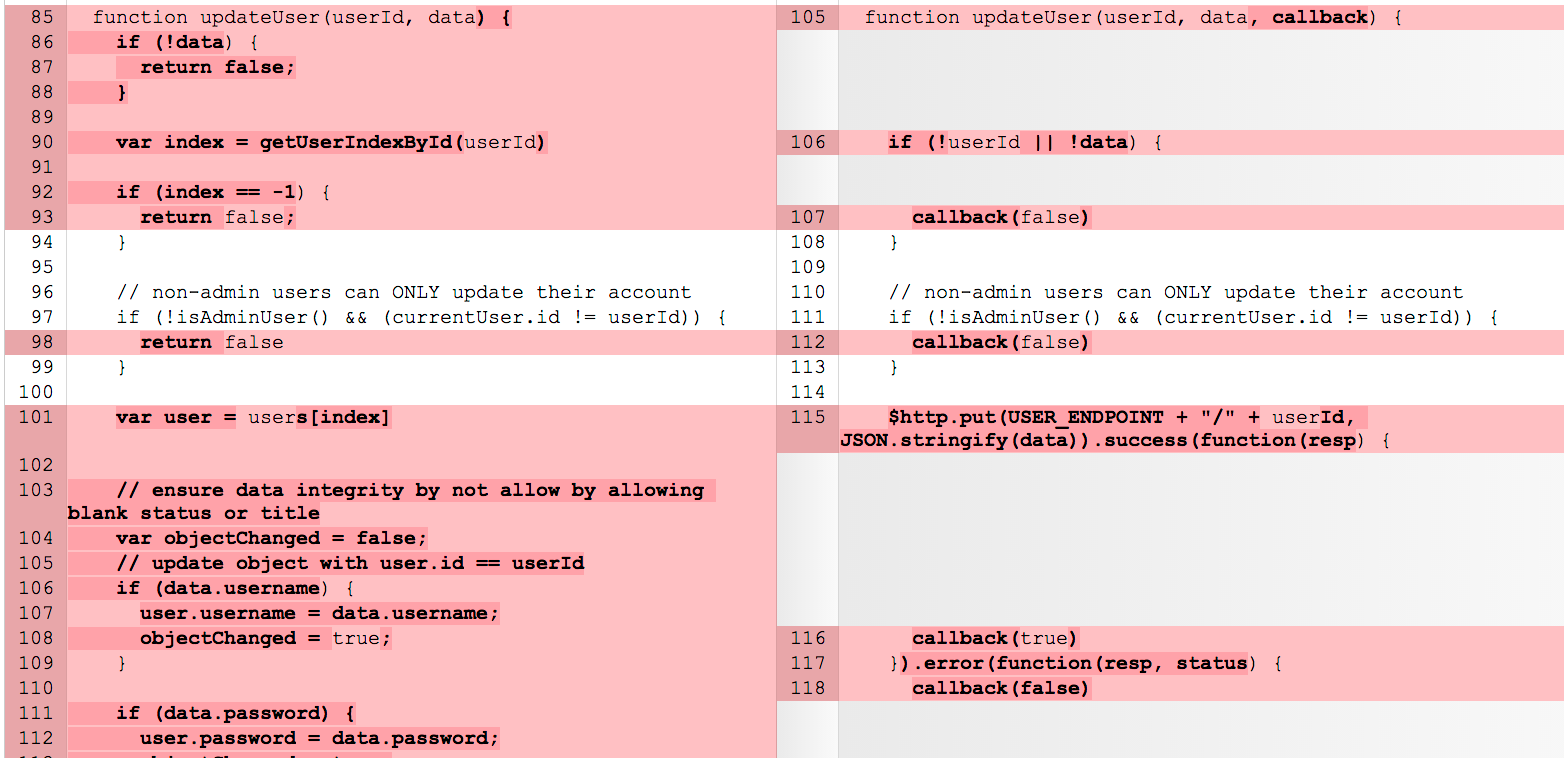 85 function updateUser(userId, data) {
86 if (!data) {
87 return false;
88 }
89
90 var index = getUserIndexById(userId)
91
92 if (index == -1) {
93 return false;
94 }
95
96 // non-admin users can ONLY update their account
97 if (!isAdminUser() && (currentUser.id != userId)) {
98 return false
99 }
100
101 var user = users[index]
102
103 // ensure data integrity by not allow by allowing
blank status or title
104 var objectChanged = false;
105 // update object with user.id == userId
106 if (data.username) {
107 user.username = data.username;
108 objectChanged = true;
109 }
110
111 if (data.password) {
112 user.password = data.password;
105 function updateUser(userId, data, callback) {
106 if (!userId || !data) {
107 callback(false)
108 }
109
110 // non-admin users can ONLY update their account
111 if (!isAdminUser() && (currentUser.id != userId)) {
112 callback(false)
113 }
114
115 $http.put(USER_ENDPOINT + "/" + userId,
JSON.stringify(data)).success(function(resp) {
116 callback(true)
117 }).error(function(resp, status) {
118 callback(false)